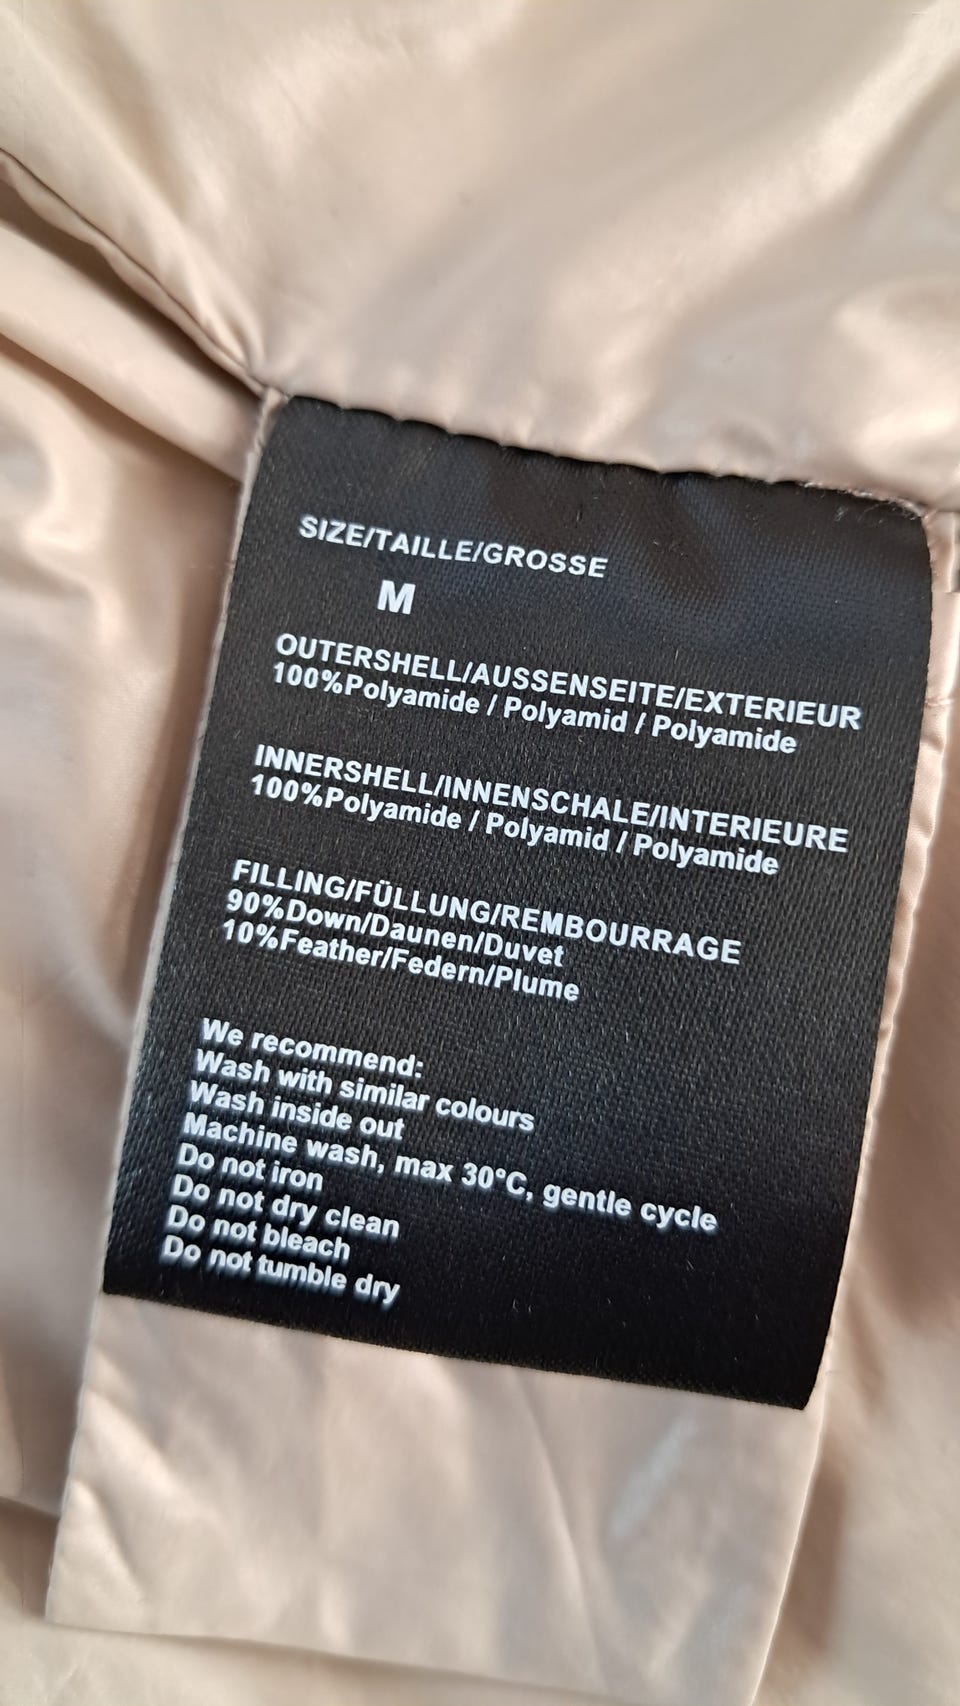 SIZE/TAILLE/GROSSE
M
OUTERSHELL/AUSSENSEITE/EXTERIEUR
100%Polyamide / Polyamid / Polyamide
INNERSHELL/INNENSCHALE/INTERIEURE
100%Polyamide / Polyamid / Polyamide
FILLING/FÜLLUNG/REMBOURRAGE
90%Down/Daunen/Duvet
10%Feather/Federn/Plume
We recommend:
Wash with similar colours
Wash inside out
Machine wash, max 30°C, gentle cycle
Do not iron
Do not dry clean
Do not bleach
Do not tumble dry